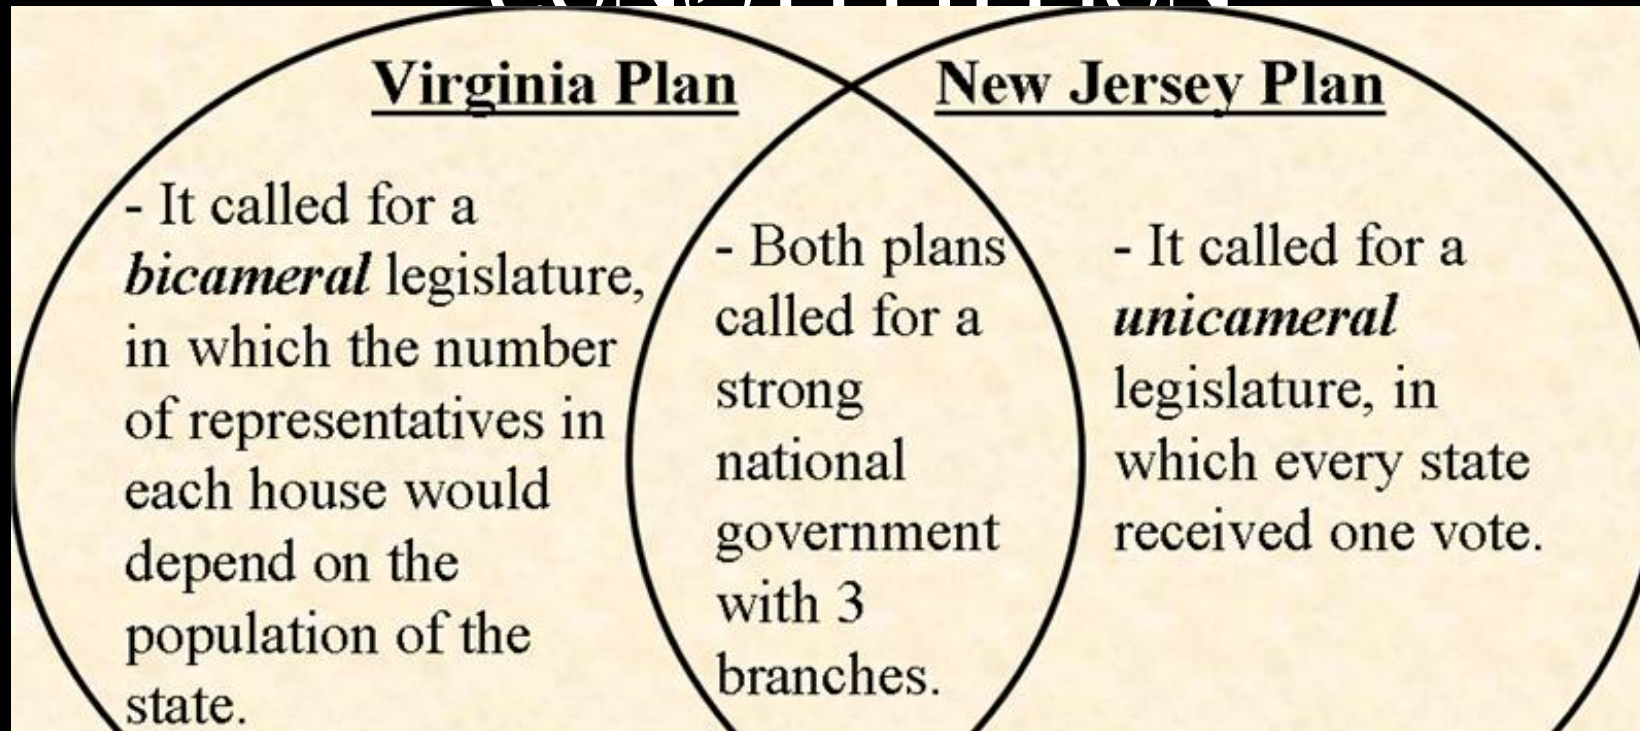 Virginia Plan
- It called for a
bicameral legislature,
in which the number
of representatives in
each house would
depend on the
population of the
state.
- Both plans
called for a
strong
national
government
with 3
branches.
New Jersey Plan
- It called for a
unicameral
legislature, in
which every state
received one vote.